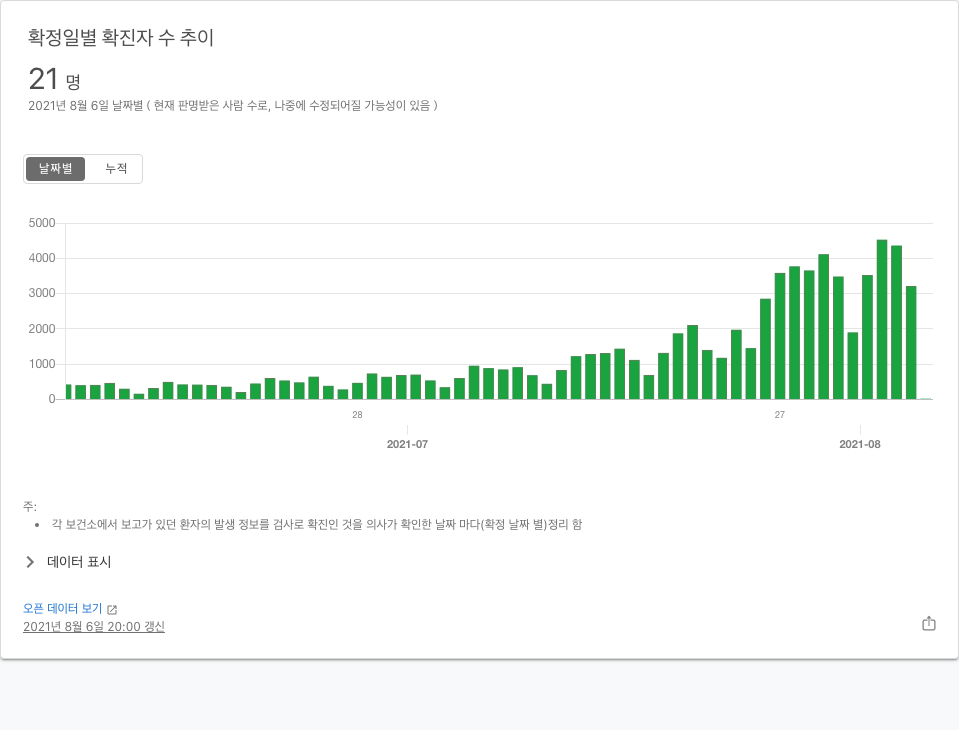 확정일별 확진자 수 추이
21 명
2021년 8월 6일 날짜별 ( 현재 판명받은 사람 수로, 나중에 수정되어질 가능성이 있음 )
날짜별 누적
5000
4000
3000
2000
1000
0
28 27
2021-07 2021-08
주:
• 각 보건소에서 보고가 있던 환자의 발생 정보를 검사로 확진인 것을 의사가 확인한 날짜 마다(확정 날짜 별)정리 함
데이터 표시
오픈 데이터 보기
2021년 8월 6일 20:00 갱신